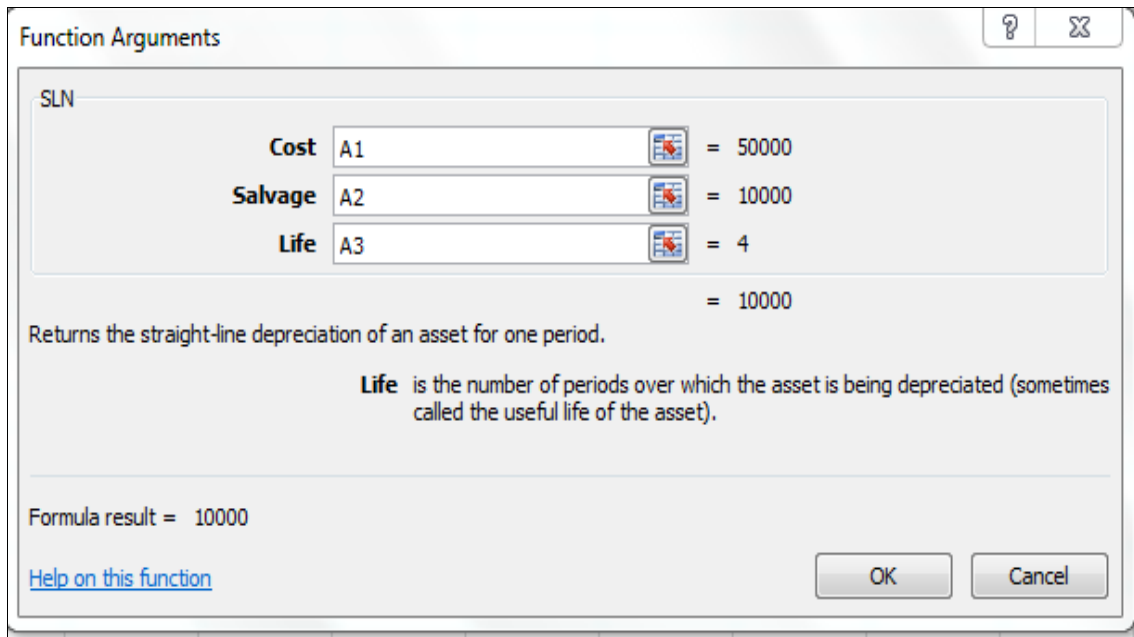 Function Arguments
SLN
Cost A1 = 50000
Salvage A2 = 10000
Life A3 = 4
= 10000
Returns the straight-line depreciation of an asset for one period.
Life is the number of periods over which the asset is being depreciated (sometimes
called the useful life of the asset).
Formula result = 10000
Help on this function OK Cancel